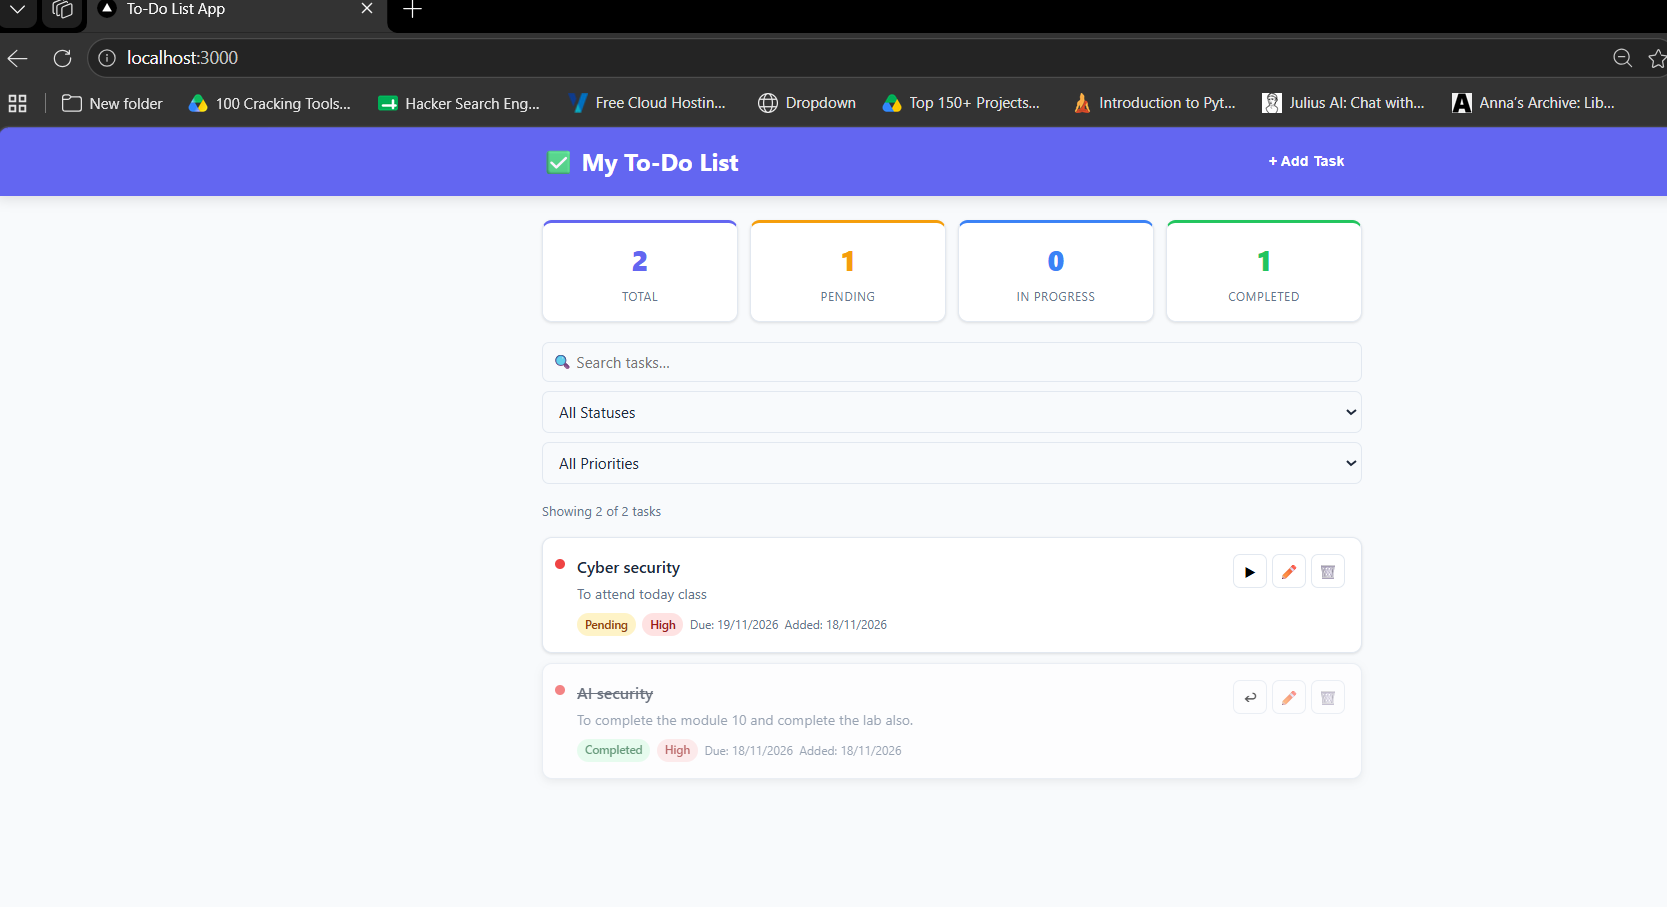 To-Do List App
localhost:3000
New folder
100 Cracking Tools...
Hacker Search Eng...
Free Cloud Hostin...
Dropdown
Top 150+ Projects...
Introduction to Pyt...
Julius AI: Chat with...
Anna's Archive: Lib...
My To-Do List
+ Add Task
2
TOTAL
1
PENDING
0
IN PROGRESS
1
COMPLETED
Search tasks...
All Statuses
All Priorities
Showing 2 of 2 tasks
Cyber security
To attend today class
Pending High Due: 19/11/2026 Added: 18/11/2026
AI security
To complete the module 10 and complete the lab also.
Completed High Due: 18/11/2026 Added: 18/11/2026